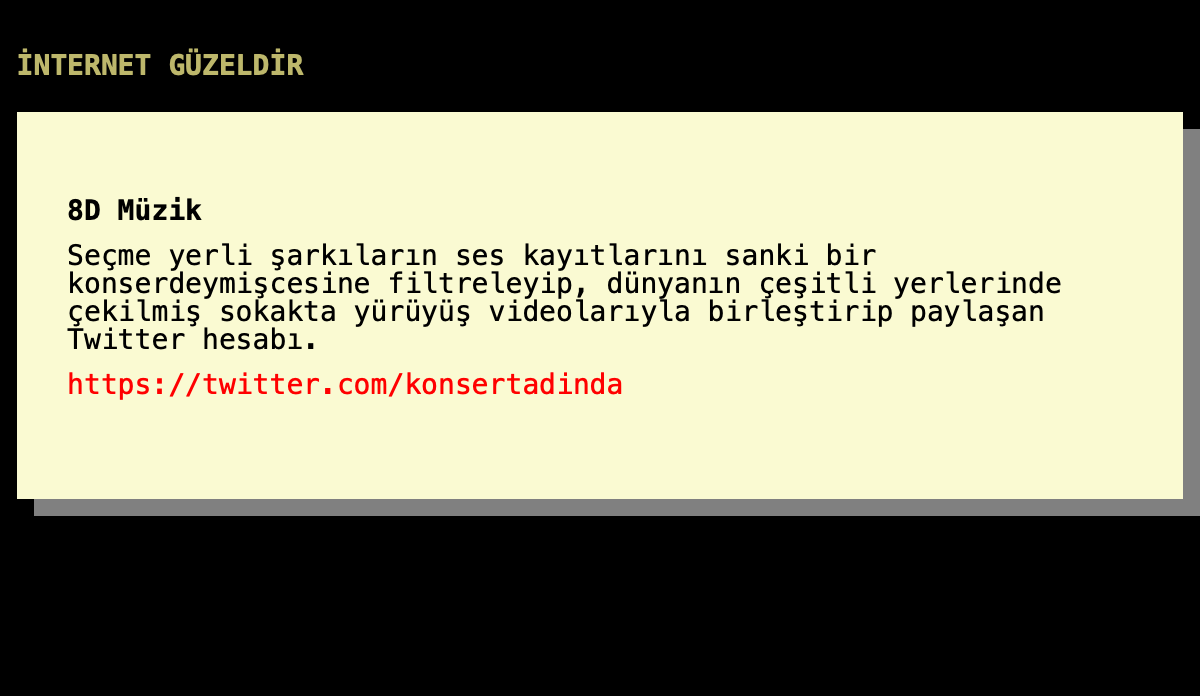 İNTERNET GÜZELDİR
8D Müzik
Seçme yerli şarkıların ses kayıtlarını sanki bir
konserdeymişcesine filtreleyip, dünyanın çeşitli yerlerinde
çekilmiş sokakta yürüyüş videolarıyla birleştirip paylaşan
Twitter hesabı.
https://twitter.com/konsertadinda